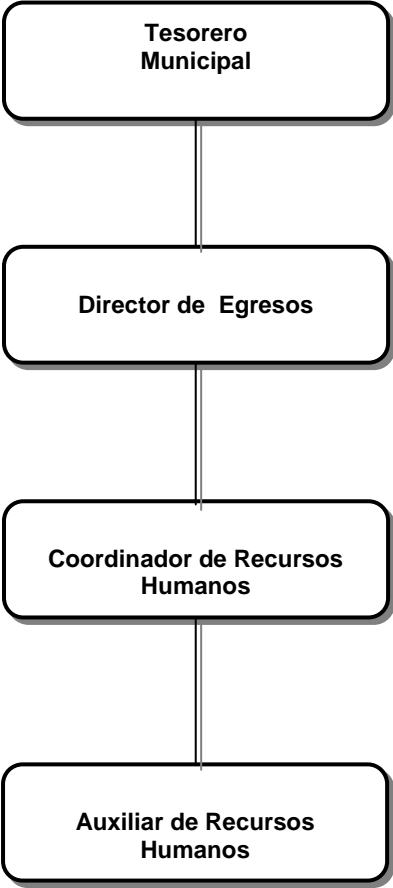 Tesorero
Municipal
Director de  Egresos
Coordinador de Recursos
Humanos
Auxiliar de Recursos
Humanos